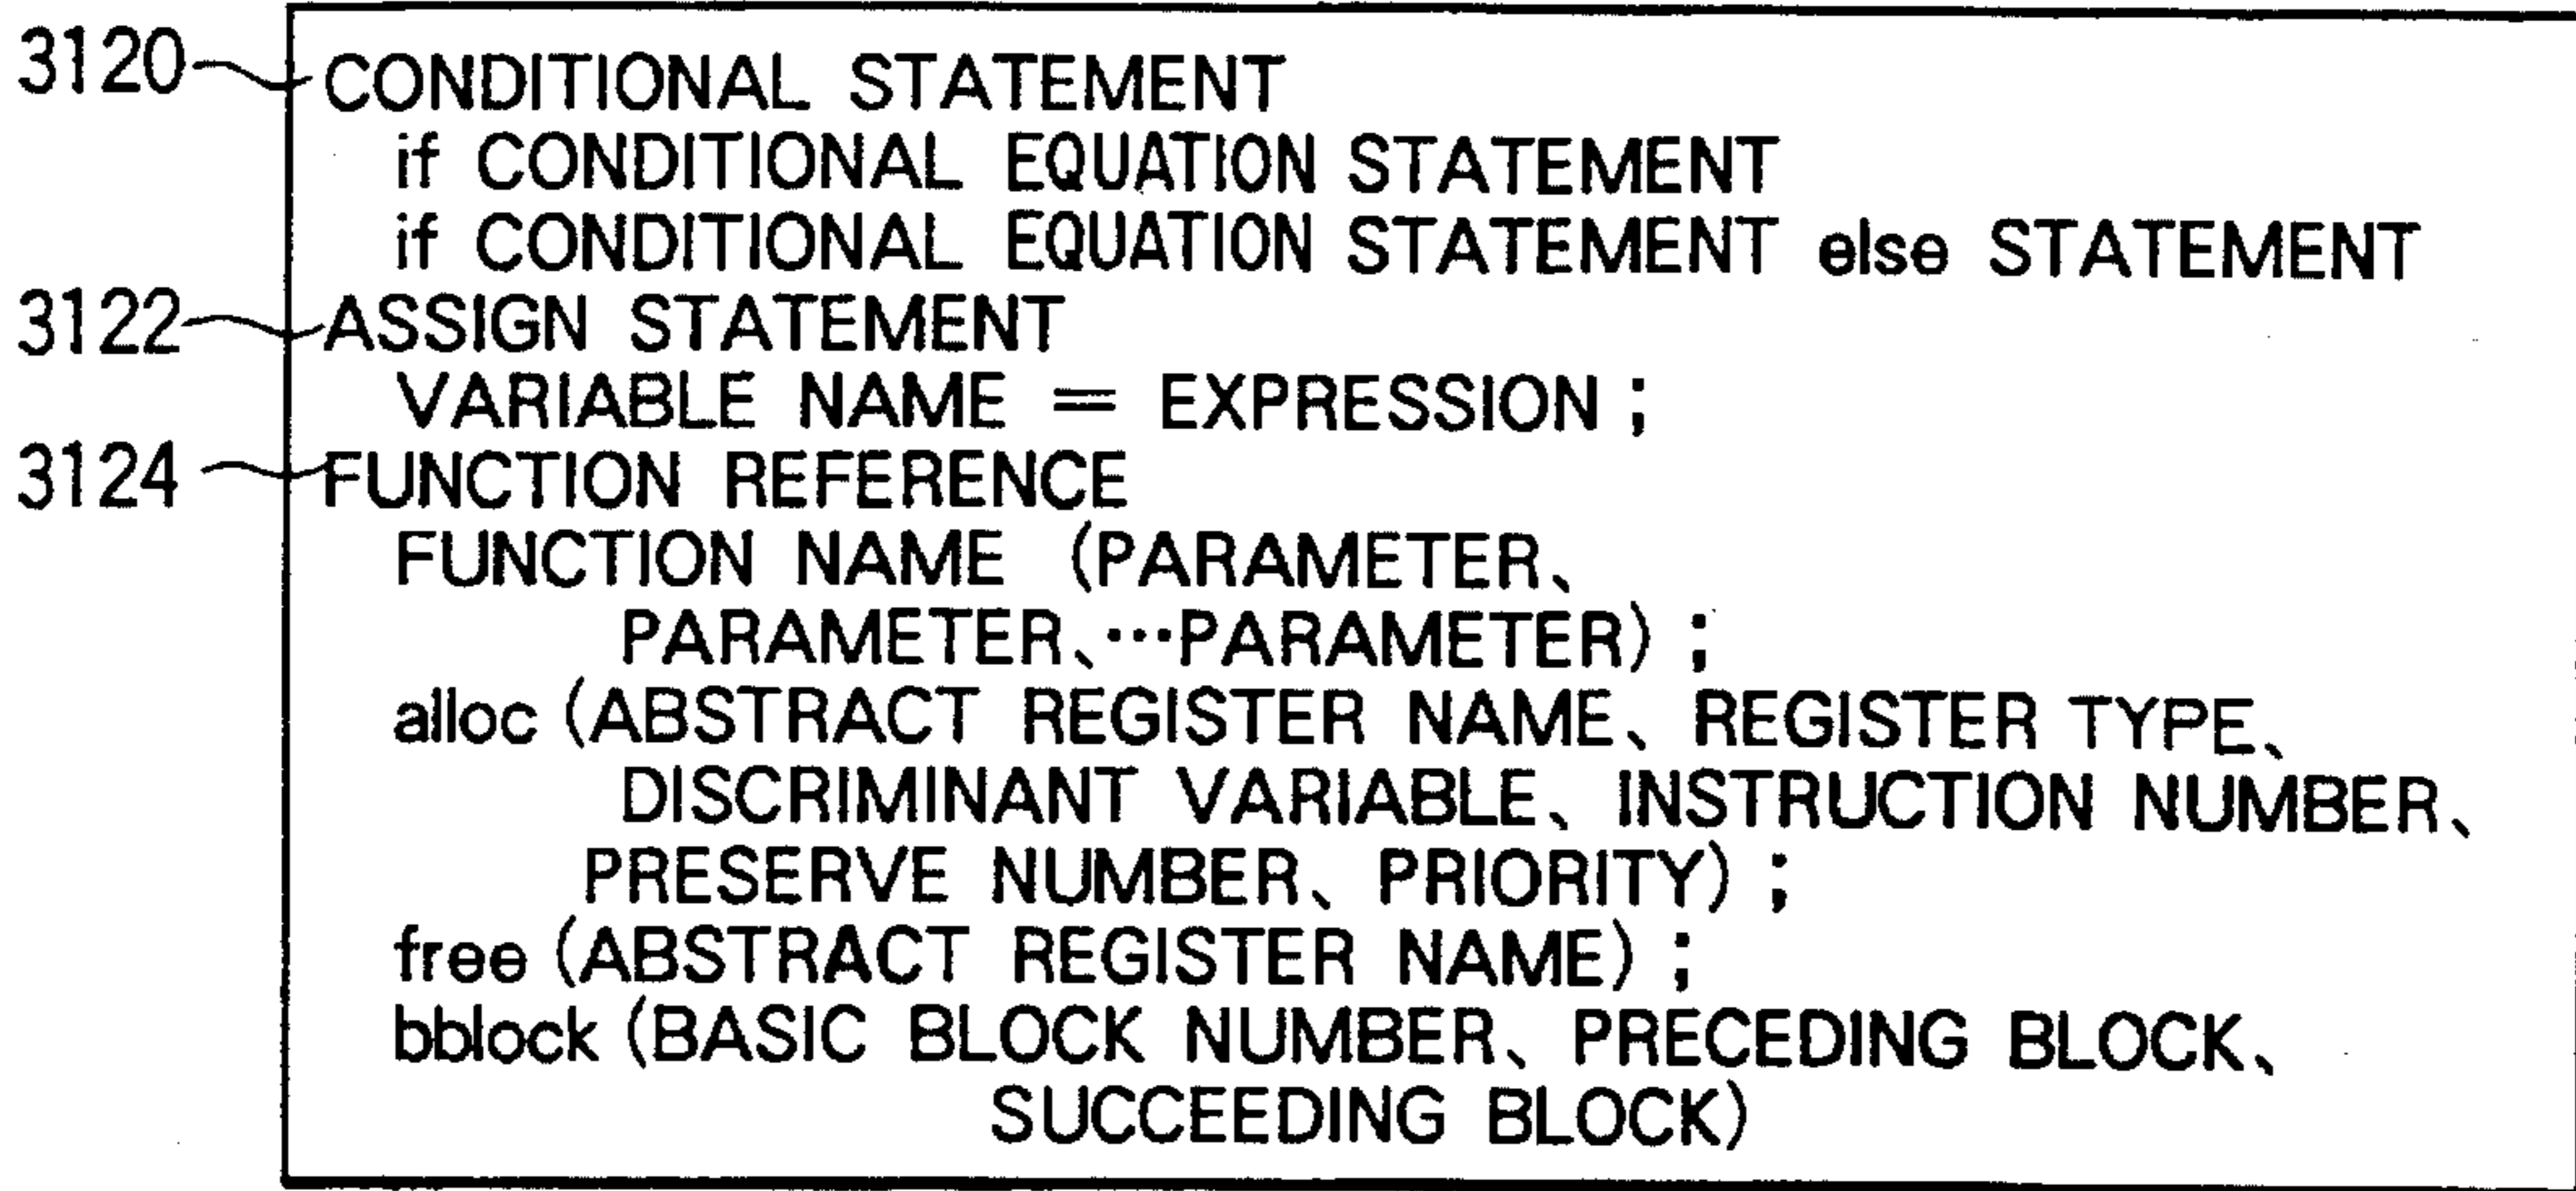 3120 CONDITIONAL STATEMENT
if CONDITIONAL EQUATION STATEMENT
if CONDITIONAL EQUATION STATEMENT else STATEMENT
3122 ASSIGN STATEMENT
VARIABLE NAME = EXPRESSION ;
3124 FUNCTION REFERENCE
FUNCTION NAME (PARAMETER、
PARAMETER、…PARAMETER) ;
alloc (ABSTRACT REGISTER NAME、REGISTER TYPE、
DISCRIMINANT VARIABLE、INSTRUCTION NUMBER、
PRESERVE NUMBER、PRIORITY) ;
free (ABSTRACT REGISTER NAME) ;
bblock (BASIC BLOCK NUMBER、PRECEDING BLOCK、
SUCCEEDING BLOCK)